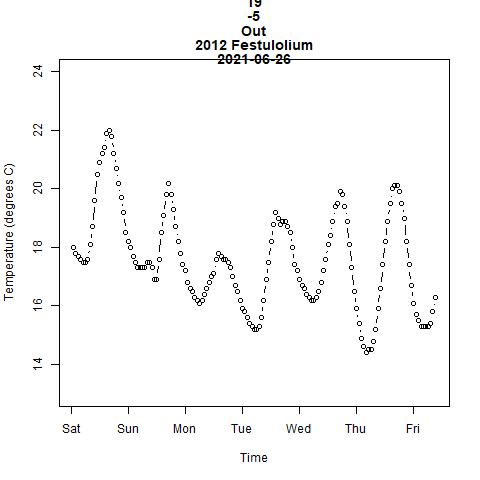 19
-5
Out
2012 Festulolium
2021-06-26
24
22
20
18
16
14
Temperature (degrees C)
Sat Sun Mon Tue Wed Thu Fri
Time